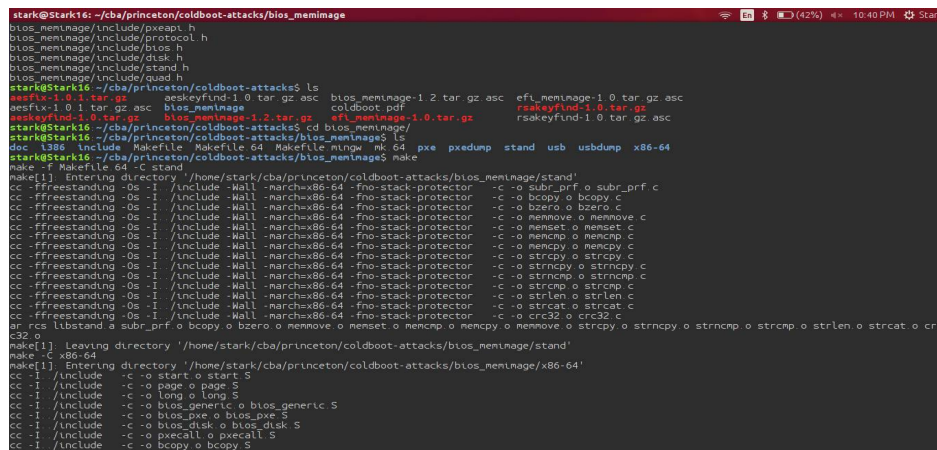 stark@Stark16: ~/cba/princeton/coldboot-attacks/bios_memimage En (42%) 10:40 PM Star
bios_memimage/include/pxeapi.h
bios_memimage/include/protocol.h
bios_memimage/include/bios.h
bios_memimage/include/disk.h
bios_memimage/include/stand.h
bios_memimage/include/quad.h
stark@Stark16:~/cba/princeton/coldboot-attacks$ ls
aesfix-1.0.1.tar.gz aeskeyfind-1.0.tar.gz.asc bios_memimage-1.2.tar.gz.asc efi_memimage-1.0.tar.gz.asc
aesfix-1.0.1.tar.gz.asc bios_memimage coldboot.pdf rsakeyfind-1.0.tar.gz
aeskeyfind-1.0.tar.gz bios_memimage-1.2.tar.gz efi_memimage-1.0.tar.gz rsakeyfind-1.0.tar.gz.asc
stark@Stark16:~/cba/princeton/coldboot-attacks$ cd bios_memimage/
stark@Stark16:~/cba/princeton/coldboot-attacks/bios_memimage$ ls
doc i386 include Makefile Makefile.64 Makefile.mingw mk.64 pxe pxedump stand usb usbdump x86-64
stark@Stark16:~/cba/princeton/coldboot-attacks/bios_memimage$ make
make -f Makefile.64 -C stand
make[1]: Entering directory '/home/stark/cba/princeton/coldboot-attacks/bios_memimage/stand'
cc -ffreestanding -Os -I../include -Wall -march=x86-64 -fno-stack-protector -c -o subr_prf.o subr_prf.c
cc -ffreestanding -Os -I../include -Wall -march=x86-64 -fno-stack-protector -c -o bcopy.o bcopy.c
cc -ffreestanding -Os -I../include -Wall -march=x86-64 -fno-stack-protector -c -o bzero.o bzero.c
cc -ffreestanding -Os -I../include -Wall -march=x86-64 -fno-stack-protector -c -o memmove.o memmove.c
cc -ffreestanding -Os -I../include -Wall -march=x86-64 -fno-stack-protector -c -o memset.o memset.c
cc -ffreestanding -Os -I../include -Wall -march=x86-64 -fno-stack-protector -c -o memcmp.o memcmp.c
cc -ffreestanding -Os -I../include -Wall -march=x86-64 -fno-stack-protector -c -o memcpy.o memcpy.c
cc -ffreestanding -Os -I../include -Wall -march=x86-64 -fno-stack-protector -c -o strcpy.o strcpy.c
cc -ffreestanding -Os -I../include -Wall -march=x86-64 -fno-stack-protector -c -o strncpy.o strncpy.c
cc -ffreestanding -Os -I../include -Wall -march=x86-64 -fno-stack-protector -c -o strncmp.o strncmp.c
cc -ffreestanding -Os -I../include -Wall -march=x86-64 -fno-stack-protector -c -o strcmp.o strcmp.c
cc -ffreestanding -Os -I../include -Wall -march=x86-64 -fno-stack-protector -c -o strlen.o strlen.c
cc -ffreestanding -Os -I../include -Wall -march=x86-64 -fno-stack-protector -c -o strcat.o strcat.c
cc -ffreestanding -Os -I../include -Wall -march=x86-64 -fno-stack-protector -c -o crc32.o crc32.c
ar rcs libstand.a subr_prf.o bcopy.o bzero.o memmove.o memset.o memcmp.o memcpy.o memmove.o strcpy.o strncpy.o strncmp.o strcmp.o strlen.o strcat.o cr
c32.o
make[1]: Leaving directory '/home/stark/cba/princeton/coldboot-attacks/bios_memimage/stand'
make -C x86-64
make[1]: Entering directory '/home/stark/cba/princeton/coldboot-attacks/bios_memimage/x86-64'
cc -I../include -c -o start.o start.S
cc -I../include -c -o page.o page.S
cc -I../include -c -o long.o long.S
cc -I../include -c -o bios_generic.o bios_generic.S
cc -I../include -c -o bios_pxe.o bios_pxe.S
cc -I../include -c -o bios_disk.o bios_disk.S
cc -I../include -c -o pxecall.o pxecall.S
cc -I../include -c -o bcopy.o bcopy.S